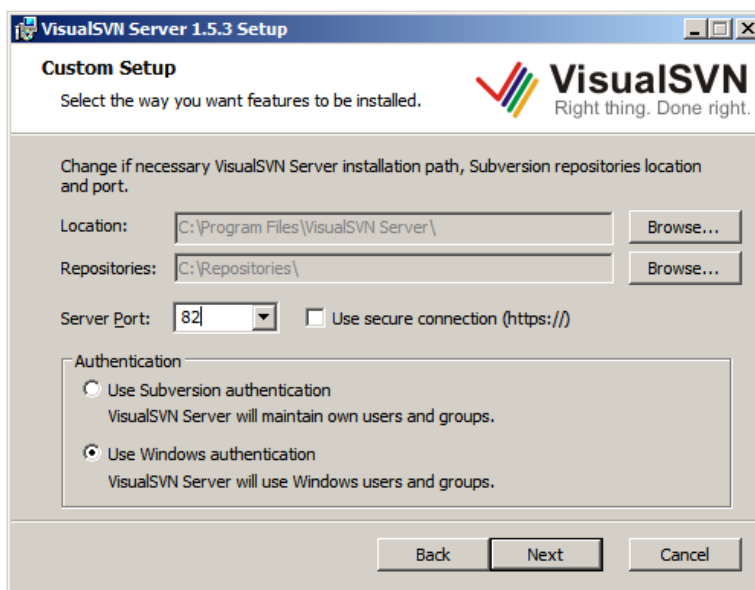 VisualSVN Server 1.5.3 Setup
Custom Setup
Select the way you want features to be installed.
VisualSVN
Right thing. Done right.
Change if necessary VisualSVN Server installation path, Subversion repositories location
and port.
Location: C:\Program Files\VisualSVN Server\ Browse...
Repositories: C:\Repositories\ Browse...
Server Port: 82 Use secure connection (https://)
Authentication
Use Subversion authentication
VisualSVN Server will maintain own users and groups.
Use Windows authentication
VisualSVN Server will use Windows users and groups.
Back Next Cancel